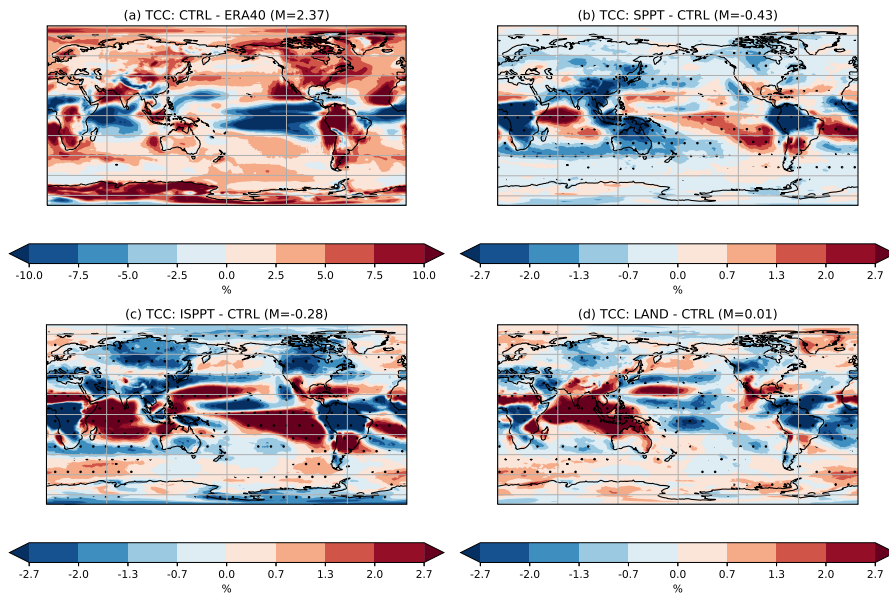 (a) TCC: CTRL - ERA40 (M=2.37)
(b) TCC: SPPT - CTRL (M=-0.43)
-10.0 -7.5 -5.0 -2.5 0.0 2.5 5.0 7.5 10.0
%
-2.7 -2.0 -1.3 -0.7 0.0 0.7 1.3 2.0 2.7
%
(c) TCC: ISPPT - CTRL (M=-0.28)
(d) TCC: LAND - CTRL (M=0.01)
-2.7 -2.0 -1.3 -0.7 0.0 0.7 1.3 2.0 2.7
%
-2.7 -2.0 -1.3 -0.7 0.0 0.7 1.3 2.0 2.7
%